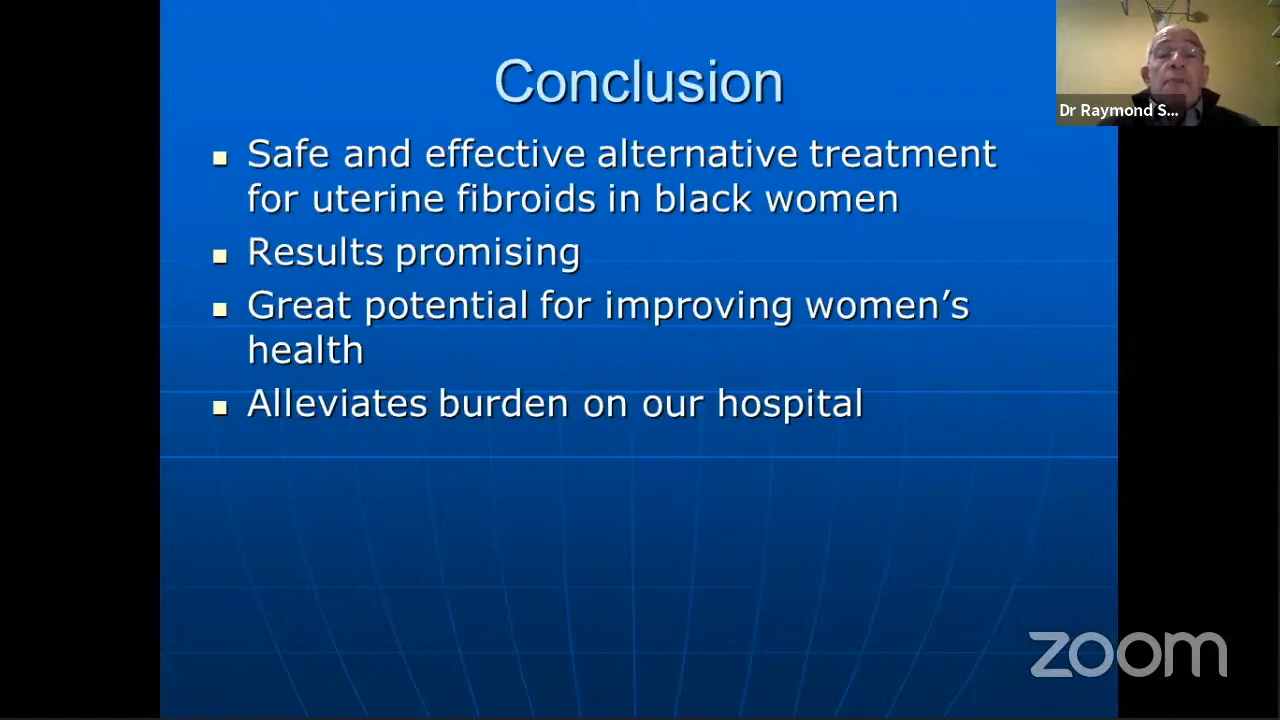 Conclusion
Safe and effective alternative treatment
for uterine fibroids in black women
Results promising
Great potential for improving women’s
health
Alleviates burden on our hospital
Dr Raymond S...
zoom